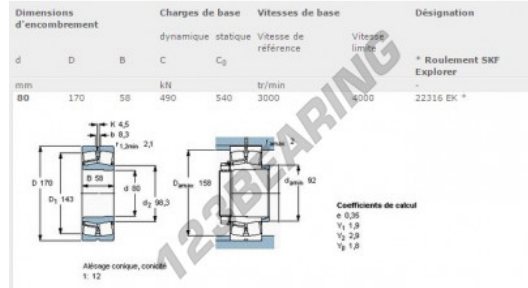 Dimensions d'encombrement Charges de base Vitesses de base Désignation
dynamique statique Vitesse de référence Vitesse limite
d D B C C0 * Roulement SKF Explorer
mm kN tr/min -
80 170 58 490 540 3000 4000 22316 EK *
K 4,5
b 8,3
r1,2min 2,1
D 170
D1 143
B 58
d 80
d2 98,3
Damax 158
ramax 2
damin 92
Alésage conique, conicité
1: 12
Coefficients de calcul
e 0,35
Y1 1,9
Y2 2,9
Y0 1,8
123BEARING